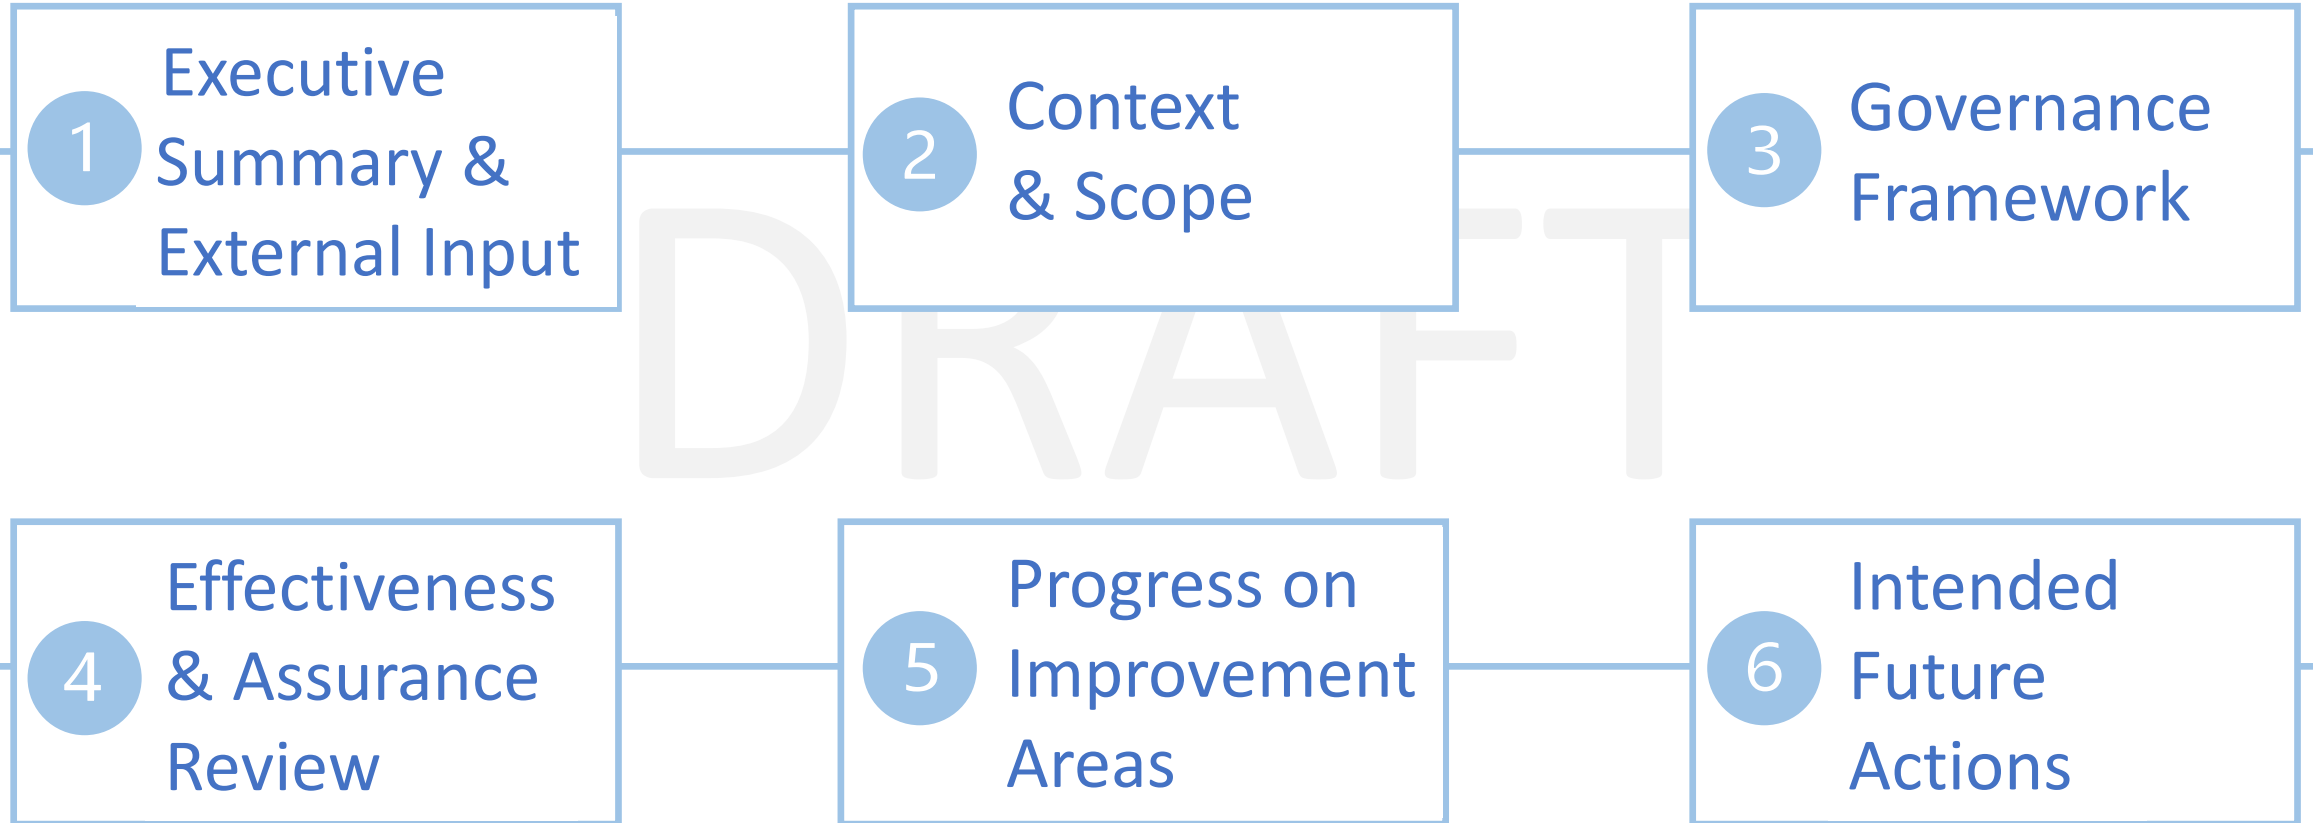 1
Executive
Summary &
External Input
2
Context
& Scope
3
Governance
Framework
DRAFT
4
Effectiveness
& Assurance
Review
5
Progress on
Improvement
Areas
6
Intended
Future
Actions